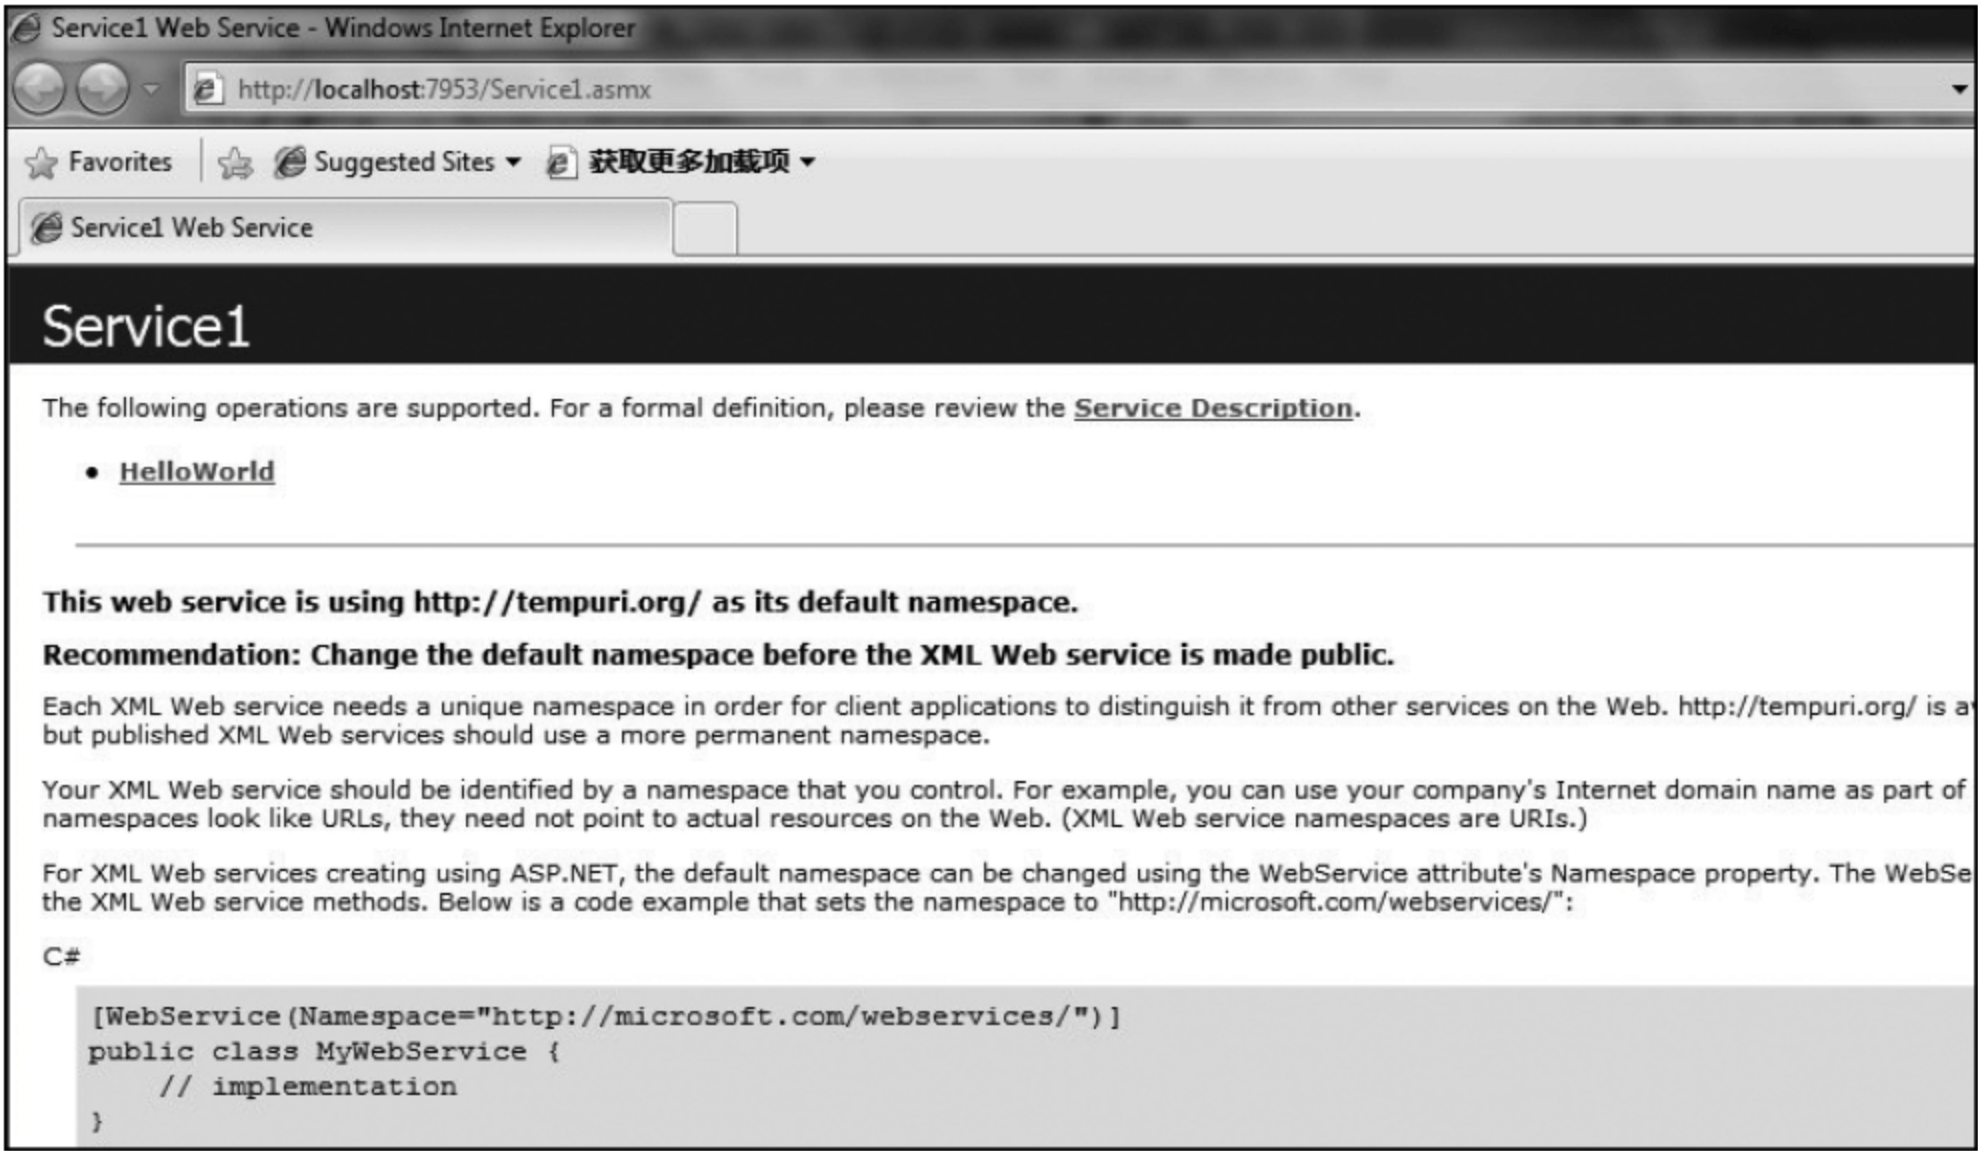 Service1 Web Service - Windows Internet Explorer
http://localhost:7953/Service1.asmx
Favorites Suggested Sites 获取更多加载项
Service1 Web Service
Service1
The following operations are supported. For a formal definition, please review the Service Description.
• HelloWorld
This web service is using http://tempuri.org/ as its default namespace.
Recommendation: Change the default namespace before the XML Web service is made public.
Each XML Web service needs a unique namespace in order for client applications to distinguish it from other services on the Web. http://tempuri.org/ is
but published XML Web services should use a more permanent namespace.
Your XML Web service should be identified by a namespace that you control. For example, you can use your company's Internet domain name as part of
namespaces look like URLs, they need not point to actual resources on the Web. (XML Web service namespaces are URIs.)
For XML Web services creating using ASP.NET, the default namespace can be changed using the WebService attribute's Namespace property. The WebSe
the XML Web service methods. Below is a code example that sets the namespace to "http://microsoft.com/webservices/":
C#
[WebService(Namespace="http://microsoft.com/webservices/")]
public class MyWebService {
// implementation
}